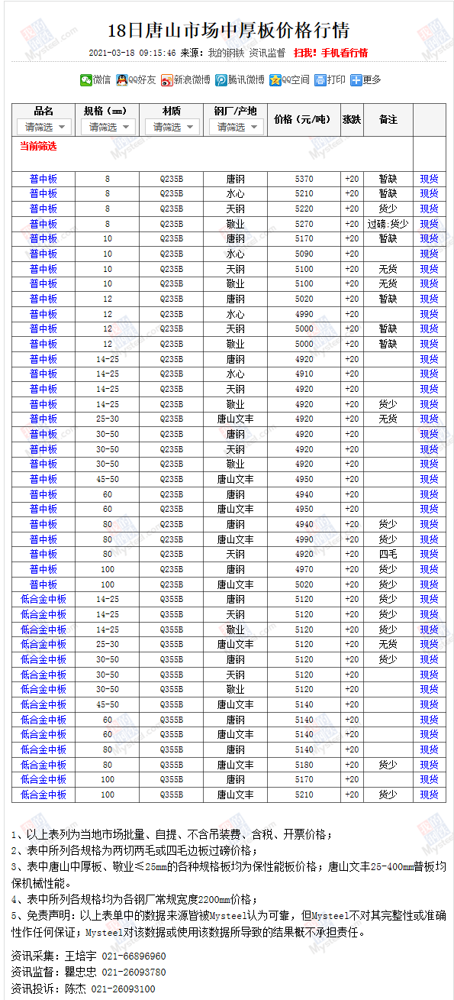 18日唐山市场中厚板价格行情
2021-03-18 09:15:46 来源：我的钢铁 资讯监督 扫我！手机看行情
微信 QQ好友 新浪微博 腾讯微博 QQ空间 打印 更多
品名 规格（mm） 材质 钢厂/产地 价格（元/吨） 涨跌 备注
请筛选 请筛选 请筛选 请筛选
当前筛选
普中板 8 Q235B 唐钢 5370 +20 暂缺 现货
普中板 8 Q235B 水心 5210 +20 暂缺 现货
普中板 8 Q235B 天钢 5220 +20 货少 现货
普中板 8 Q235B 敬业 5270 +20 过磅;货少 现货
普中板 10 Q235B 唐钢 5170 +20 暂缺 现货
普中板 10 Q235B 水心 5090 +20 现货
普中板 10 Q235B 天钢 5100 +20 无货 现货
普中板 10 Q235B 敬业 5100 +20 无货 现货
普中板 12 Q235B 唐钢 5020 +20 暂缺 现货
普中板 12 Q235B 水心 4990 +20 现货
普中板 12 Q235B 天钢 5000 +20 暂缺 现货
普中板 12 Q235B 敬业 5000 +20 暂缺 现货
普中板 14-25 Q235B 唐钢 4920 +20 现货
普中板 14-25 Q235B 水心 4910 +20 现货
普中板 14-25 Q235B 天钢 4920 +20 现货
普中板 14-25 Q235B 敬业 4920 +20 货少 现货
普中板 25-30 Q235B 唐山文丰 4920 +20 无货 现货
普中板 30-50 Q235B 唐钢 4920 +20 现货
普中板 30-50 Q235B 天钢 4920 +20 现货
普中板 30-50 Q235B 敬业 4920 +20 现货
普中板 45-50 Q235B 唐山文丰 4950 +20 现货
普中板 60 Q235B 唐钢 4940 +20 现货
普中板 60 Q235B 唐山文丰 4950 +20 现货
普中板 80 Q235B 唐钢 4940 +20 货少 现货
普中板 80 Q235B 唐山文丰 4990 +20 货少 现货
普中板 80 Q235B 天钢 4920 +20 四毛 现货
普中板 100 Q235B 唐钢 4970 +20 货少 现货
普中板 100 Q235B 唐山文丰 5020 +20 货少 现货
低合金中板 14-25 Q355B 唐钢 5120 +20 货少 现货
低合金中板 14-25 Q355B 天钢 5120 +20 货少 现货
低合金中板 14-25 Q355B 敬业 5120 +20 货少 现货
低合金中板 25-30 Q355B 唐山文丰 5120 +20 无货 现货
低合金中板 30-50 Q355B 唐钢 5120 +20 货少 现货
低合金中板 30-50 Q355B 天钢 5120 +20 现货
低合金中板 30-50 Q355B 敬业 5120 +20 现货
低合金中板 45-50 Q355B 唐山文丰 5140 +20 现货
低合金中板 60 Q355B 唐钢 5140 +20 现货
低合金中板 60 Q355B 唐山文丰 5140 +20 现货
低合金中板 80 Q355B 唐钢 5140 +20 现货
低合金中板 80 Q355B 唐山文丰 5180 +20 货少 现货
低合金中板 100 Q355B 唐钢 5170 +20 现货
低合金中板 100 Q355B 唐山文丰 5210 +20 货少 现货
1、以上表列为当地市场批量、自提、不含吊装费、含税、开票价格；
2、表中所列各规格为两切两毛或四毛边板过磅价格；
3、表中唐山中厚板、敬业≤25mm的各种规格板均为保性能板价格；唐山文丰25-400mm普板均
保机械性能。
4、表中所列各规格均为各钢厂常规宽度2200mm价格；
5、免责声明：以上表单中的数据来源皆被Mysteel认为可靠，但Mysteel不对其完整性或准确
性作任何保证；Mysteel对该数据或使用该数据所导致的结果概不承担责任。
资讯采集：王培宇 021-66896960
资讯监督：瞿忠忠 021-26093780
资讯投诉：陈杰 021-26093100